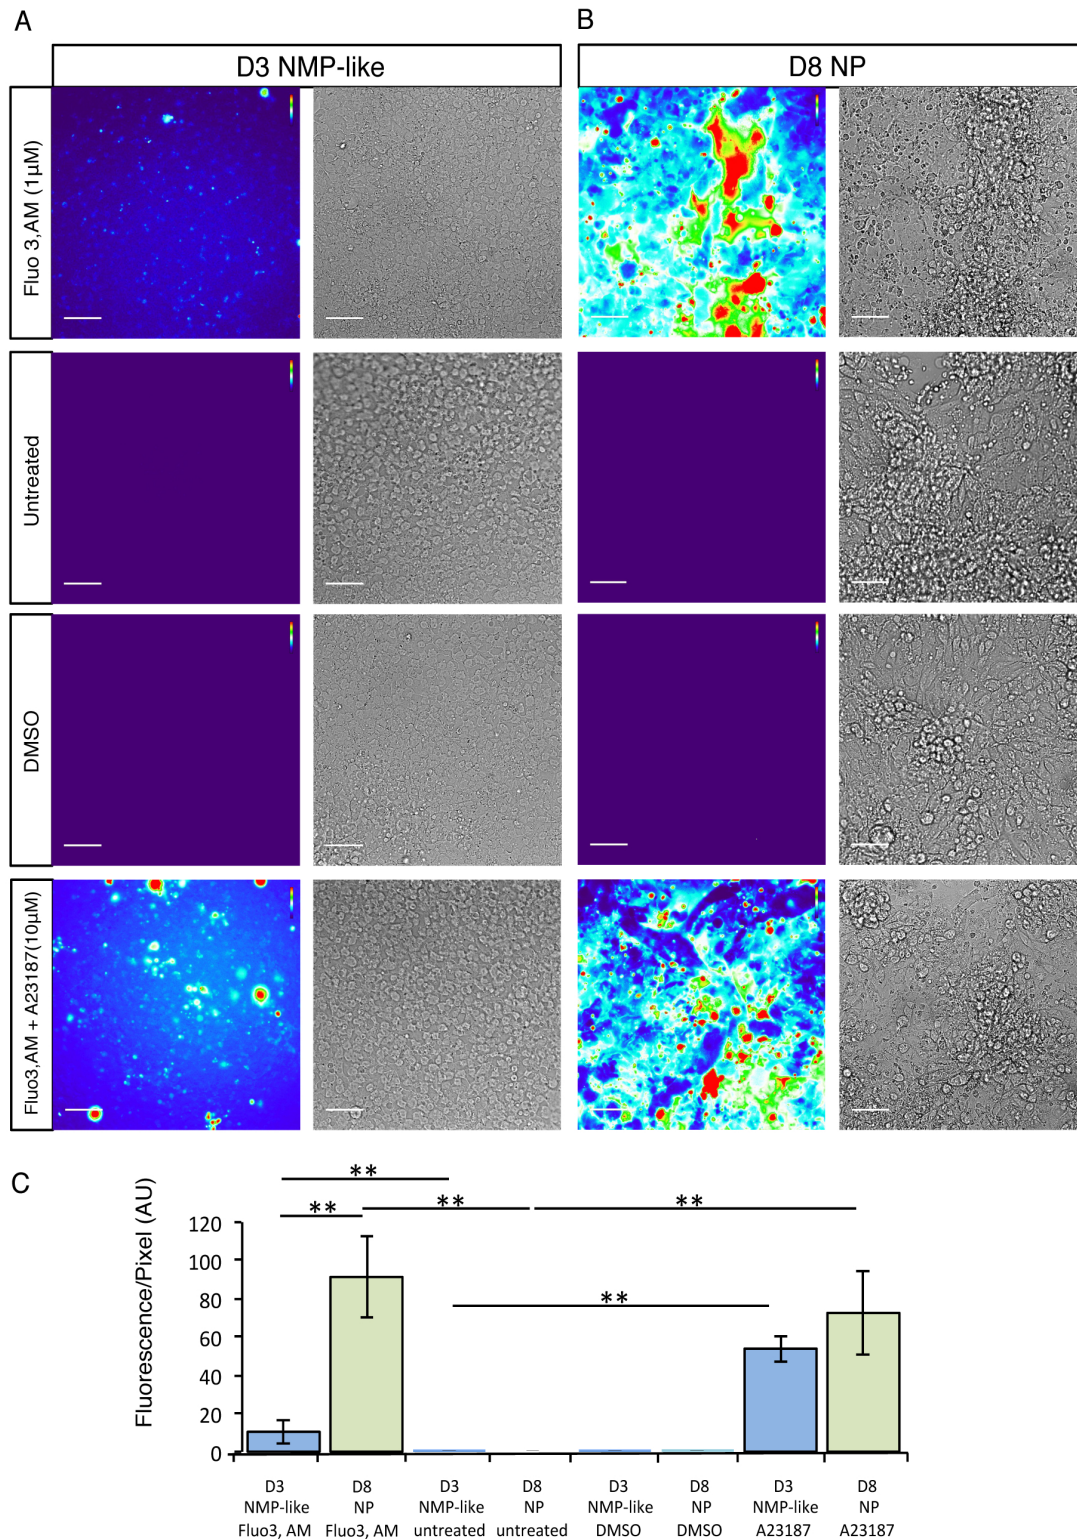 A
B
D3 NMP-like
D8 NP
Fluo 3,AM (1µM)
Untreated
DMSO
Fluo3,AM + A23187(10µM)
C
Fluorescence/Pixel (AU)
120
100
80
60
40
20
0
**
**
**
**
**
D3 NMP-like Fluo3, AM
D8 NP Fluo3, AM
D3 NMP-like untreated
D8 NP untreated
D3 NMP-like DMSO
D8 NP DMSO
D3 NMP-like A23187
D8 NP A23187